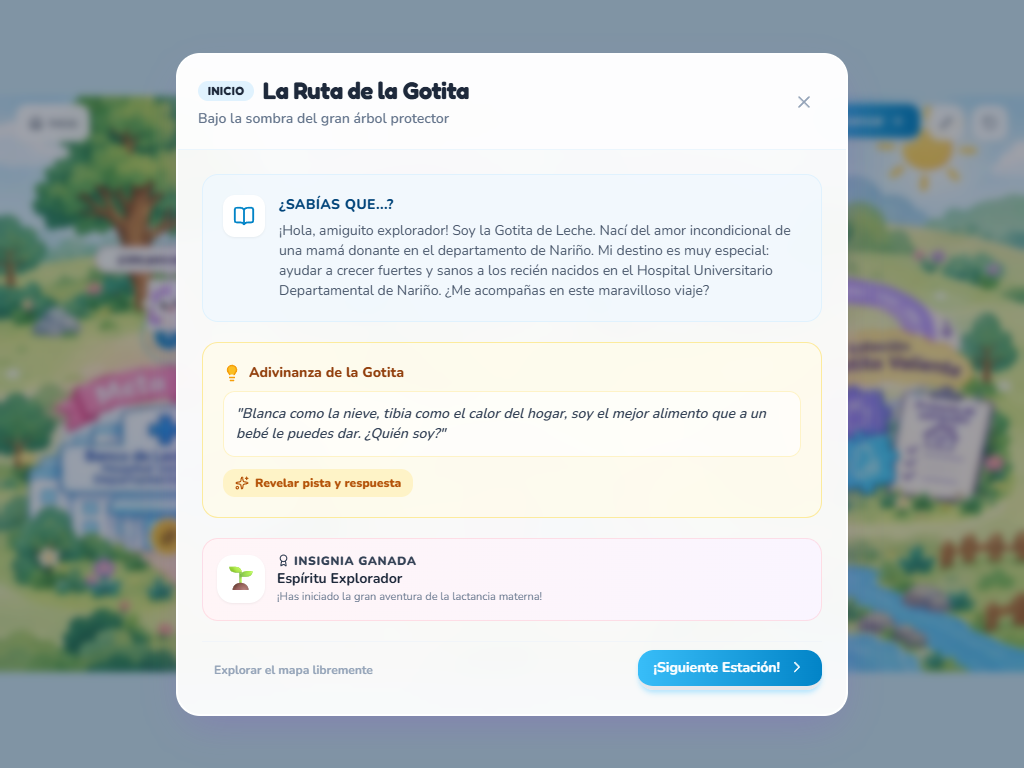 INICIO La Ruta de la Gotita
Bajo la sombra del gran árbol protector
¿SABÍAS QUE...?
¡Hola, amiguito explorador! Soy la Gotita de Leche. Nací del amor incondicional de
una mamá donante en el departamento de Nariño. Mi destino es muy especial:
ayudar a crecer fuertes y sanos a los recién nacidos en el Hospital Universitario
Departamental de Nariño. ¿Me acompañas en este maravilloso viaje?
Adivinanza de la Gotita
"Blanca como la nieve, tibia como el calor del hogar, soy el mejor alimento que a un
bebé le puedes dar. ¿Quién soy?"
Revelar pista y respuesta
INSIGNIA GANADA
Espíritu Explorador
¡Has iniciado la gran aventura de la lactancia materna!
Explorar el mapa libremente
¡Siguiente Estación!